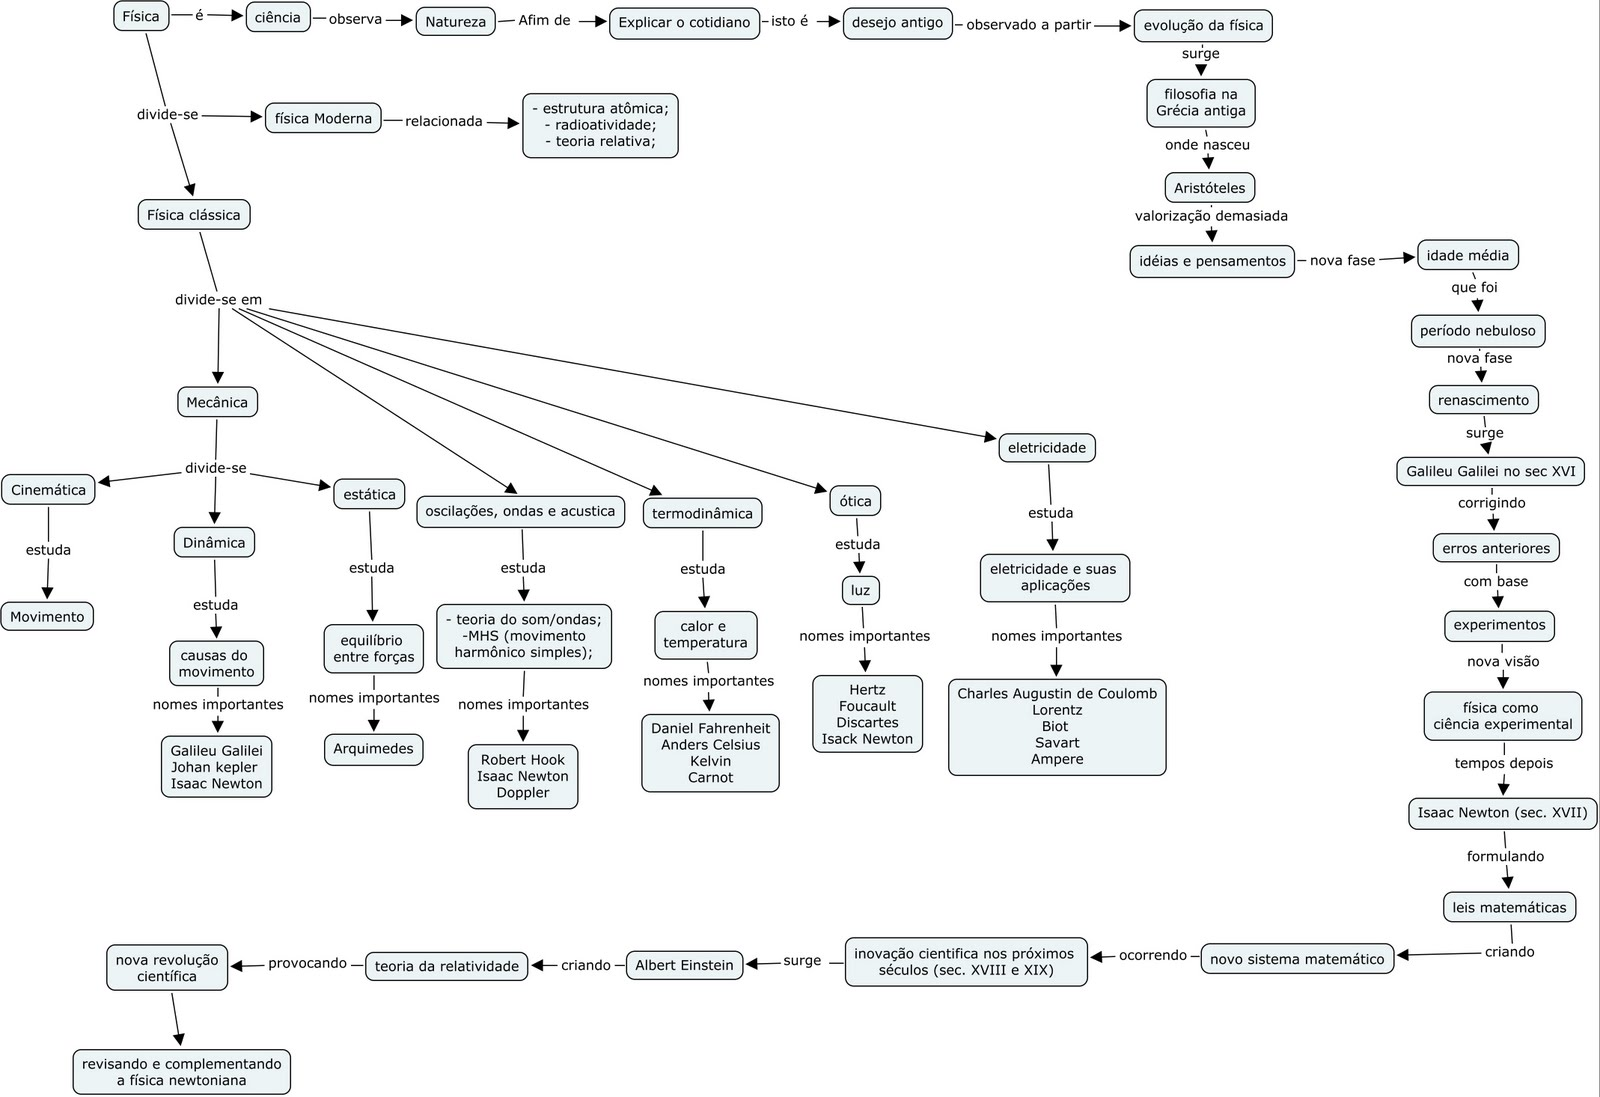 Física
é
ciência
observa
Natureza
Afim de
Explicar o cotidiano
isto é
desejo antigo
observado a partir
evolução da física
surge
filosofia na
Grécia antiga
onde nasceu
Aristóteles
valorização demasiada
idéias e pensamentos
nova fase
idade média
que foi
período nebuloso
nova fase
renascimento
surge
Galileu Galilei no sec XVI
corrigindo
erros anteriores
com base
experimentos
nova visão
física como
ciência experimental
tempos depois
Isaac Newton (sec. XVII)
formulando
leis matemáticas
criando
novo sistema matemático
ocorrendo
inovação cientifica nos próximos
séculos (sec. XVIII e XIX)
surge
Albert Einstein
criando
teoria da relatividade
provocando
nova revolução
científica
revisando e complementando
a física newtoniana
divide-se
física Moderna
relacionada
- estrutura atômica;
- radioatividade;
- teoria relativa;
Física clássica
divide-se em
Mecânica
divide-se
Cinemática
estuda
Movimento
Dinâmica
estuda
causas do
movimento
nomes importantes
Galileu Galilei
Johan kepler
Isaac Newton
estática
estuda
equilíbrio
entre forças
nomes importantes
Arquimedes
oscilações, ondas e acustica
estuda
- teoria do som/ondas;
-MHS (movimento
harmônico simples);
nomes importantes
Robert Hook
Isaac Newton
Doppler
termodinâmica
estuda
calor e
temperatura
nomes importantes
Daniel Fahrenheit
Anders Celsius
Kelvin
Carnot
ótica
estuda
luz
nomes importantes
Hertz
Foucault
Discartes
Isack Newton
eletricidade
estuda
eletricidade e suas
aplicações
nomes importantes
Charles Augustin de Coulomb
Lorentz
Biot
Savart
Ampere